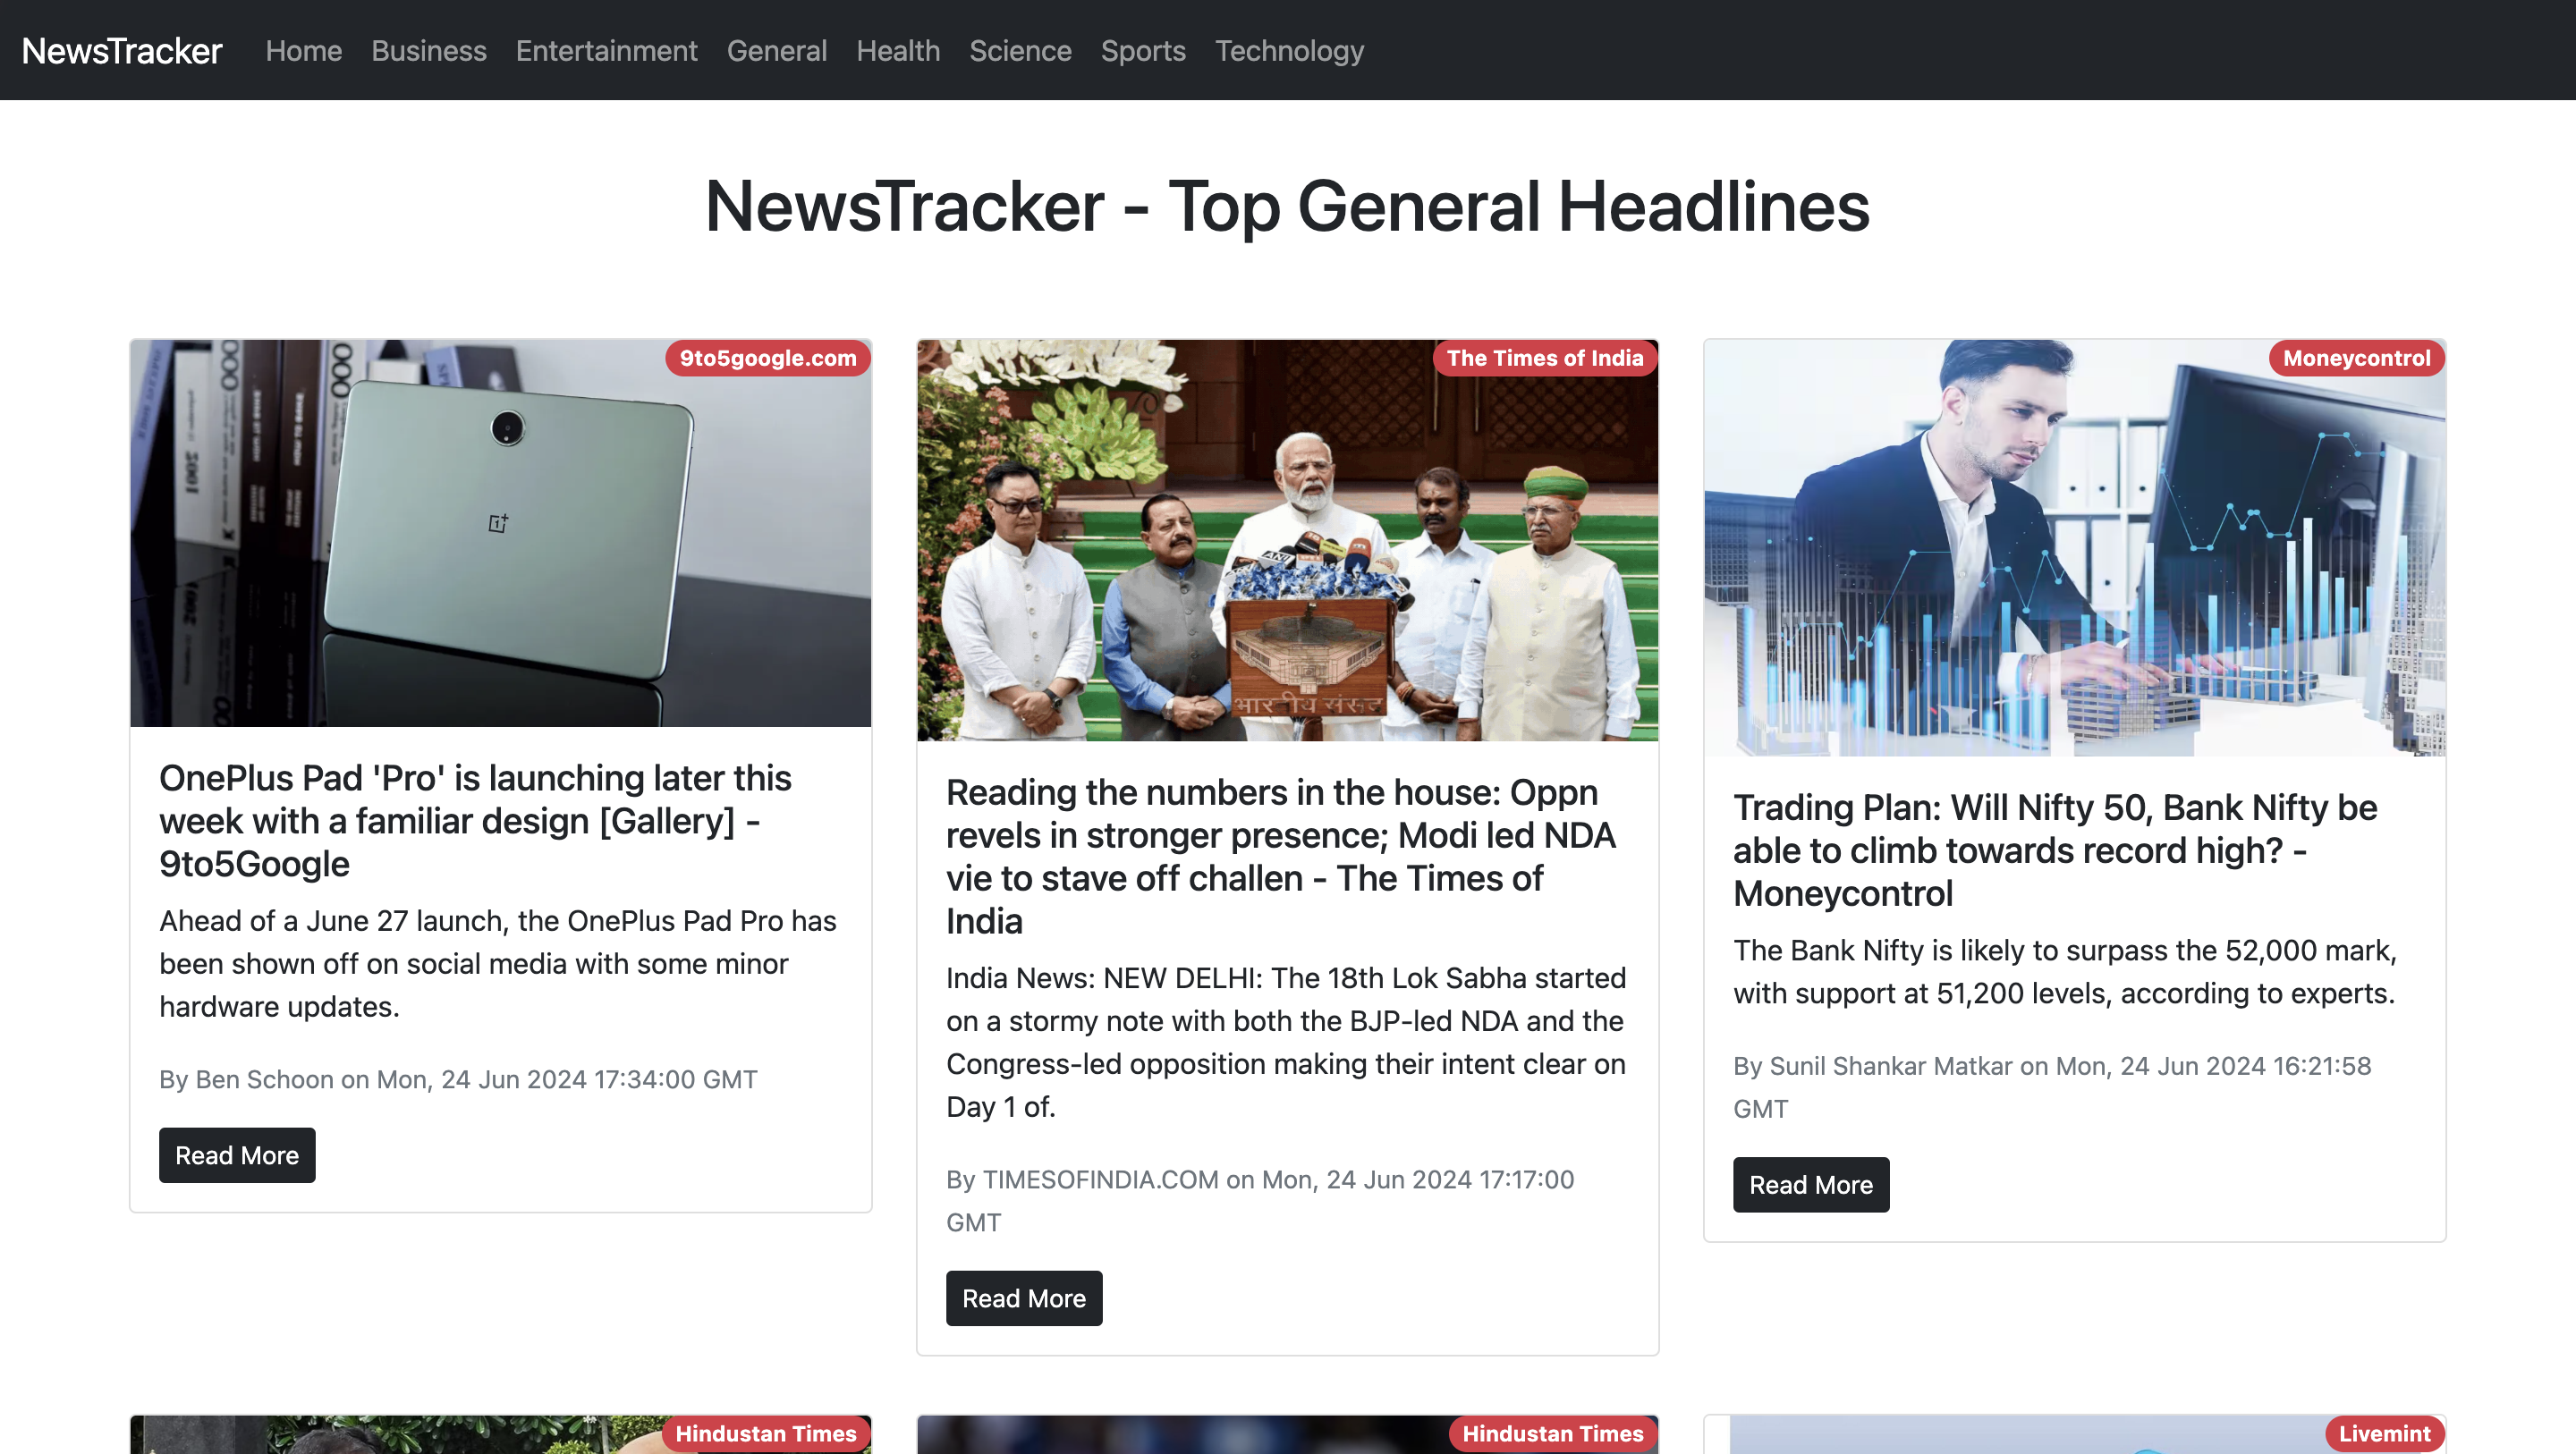 NewsTracker Home Business Entertainment General Health Science Sports Technology
NewsTracker - Top General Headlines
9to5google.com
OnePlus Pad 'Pro' is launching later this
week with a familiar design [Gallery] -
9to5Google
Ahead of a June 27 launch, the OnePlus Pad Pro has
been shown off on social media with some minor
hardware updates.
By Ben Schoon on Mon, 24 Jun 2024 17:34:00 GMT
Read More
The Times of India
ANI
भारतीय संसद
Reading the numbers in the house: Oppn
revels in stronger presence; Modi led NDA
vie to stave off challen - The Times of
India
India News: NEW DELHI: The 18th Lok Sabha started
on a stormy note with both the BJP-led NDA and the
Congress-led opposition making their intent clear on
Day 1 of.
By TIMESOFINDIA.COM on Mon, 24 Jun 2024 17:17:00
GMT
Read More
Moneycontrol
Trading Plan: Will Nifty 50, Bank Nifty be
able to climb towards record high? -
Moneycontrol
The Bank Nifty is likely to surpass the 52,000 mark,
with support at 51,200 levels, according to experts.
By Sunil Shankar Matkar on Mon, 24 Jun 2024 16:21:58
GMT
Read More
Hindustan Times
Hindustan Times
Livemint